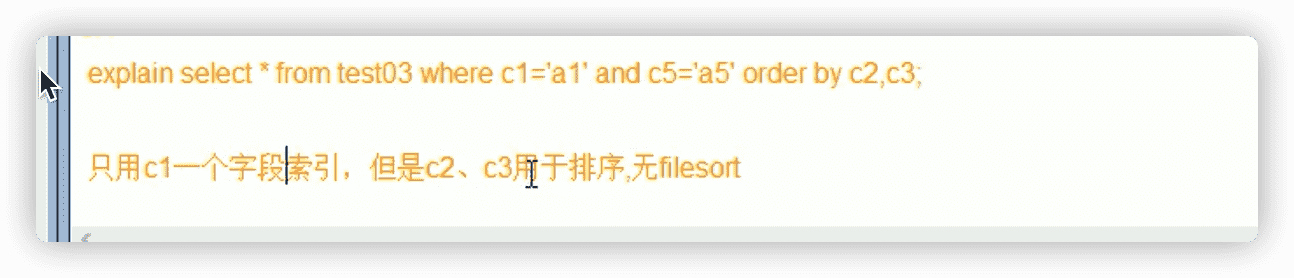 explain select * from test03 where c1='a1' and c5='a5' order by c2,c3;
只用c1一个字段索引，但是c2、c3用于排序,无filesort